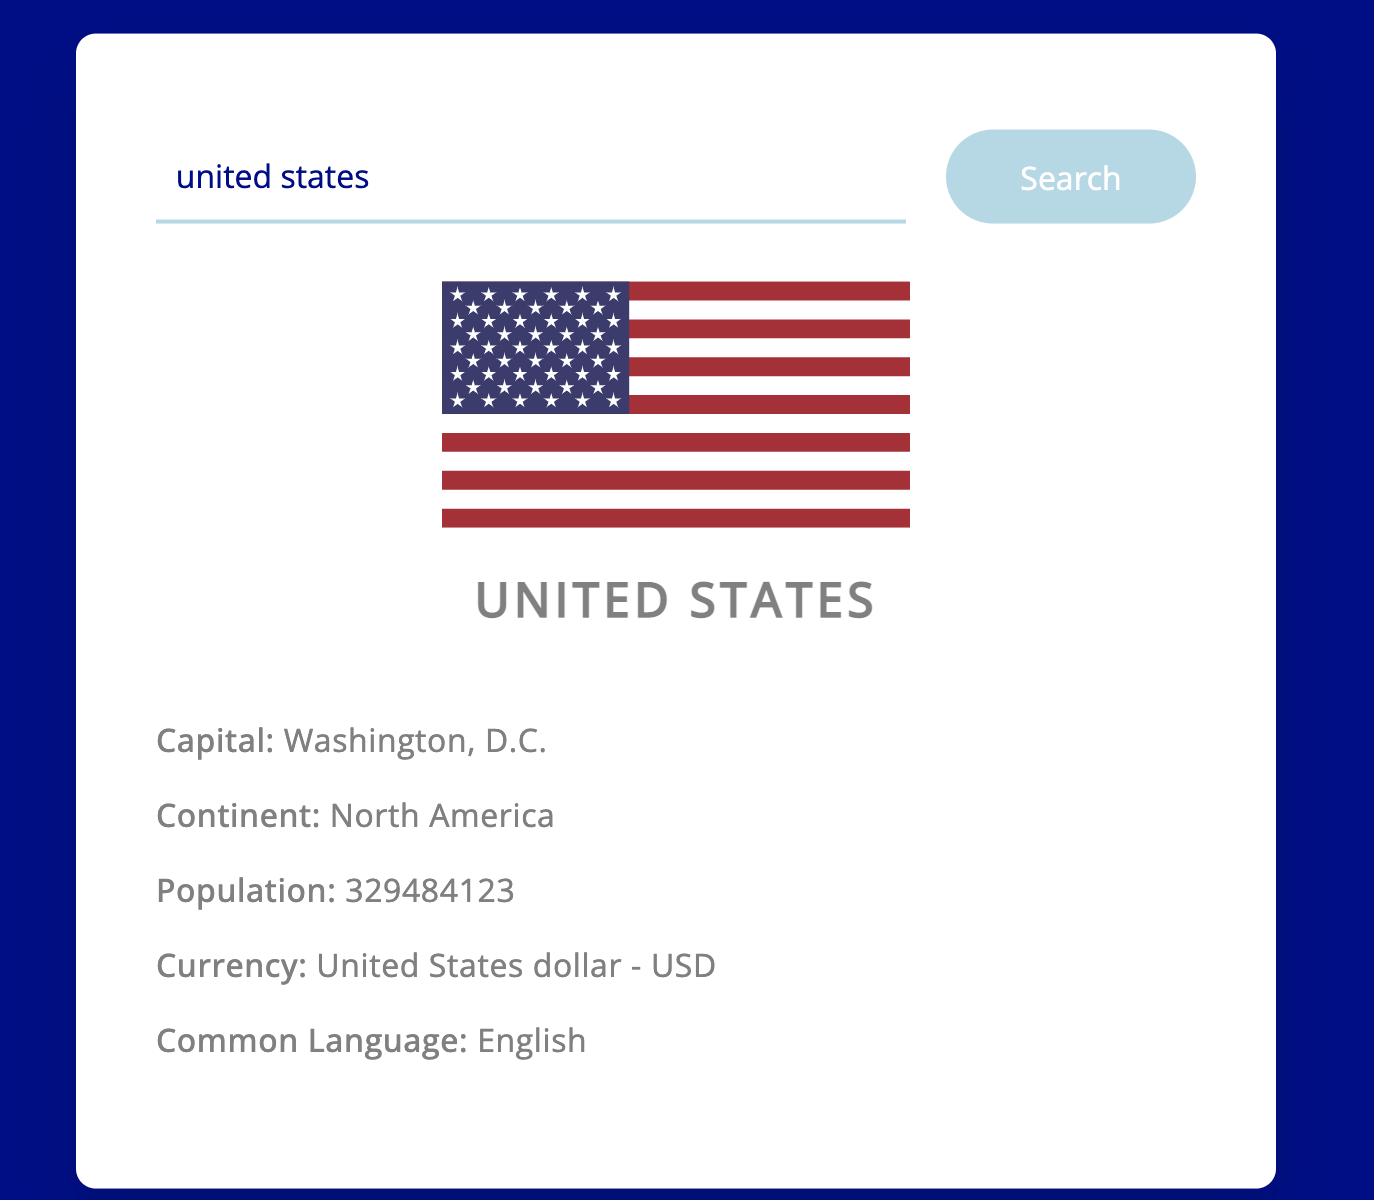 united states
Search
UNITED STATES
Capital: Washington, D.C.
Continent: North America
Population: 329484123
Currency: United States dollar - USD
Common Language: English